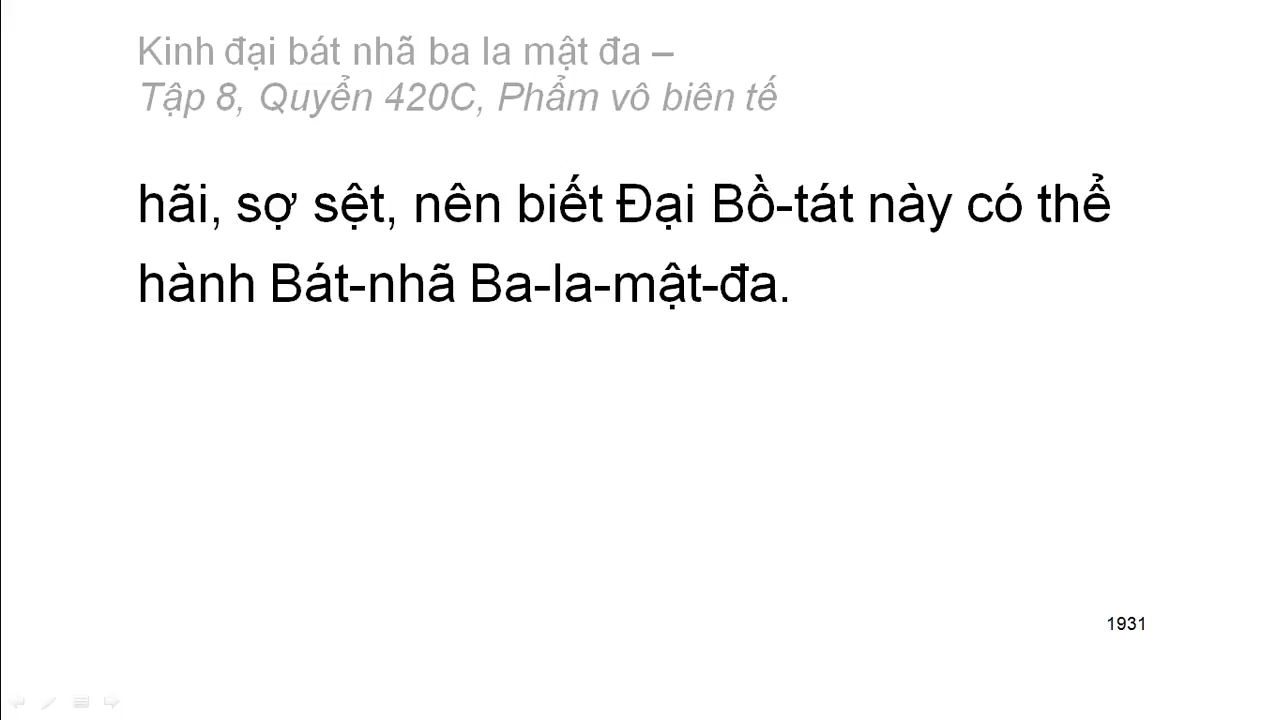 Kinh đại bát nhã ba la mật đa –
Tập 8, Quyển 420C, Phẩm vô biên tế
hãi, sợ sệt, nên biết Đại Bồ-tát này có thể
hành Bát-nhã Ba-la-mật-đa.
1931